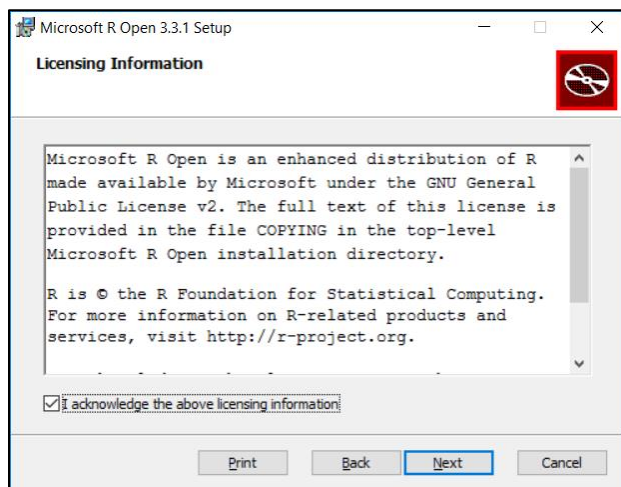 Microsoft R Open 3.3.1 Setup
Licensing Information
Microsoft R Open is an enhanced distribution of R
made available by Microsoft under the GNU General
Public License v2. The full text of this license is
provided in the file COPYING in the top-level
Microsoft R Open installation directory.
R is © the R Foundation for Statistical Computing.
For more information on R-related products and
services, visit http://r-project.org.
I acknowledge the above licensing information
Print Back Next Cancel